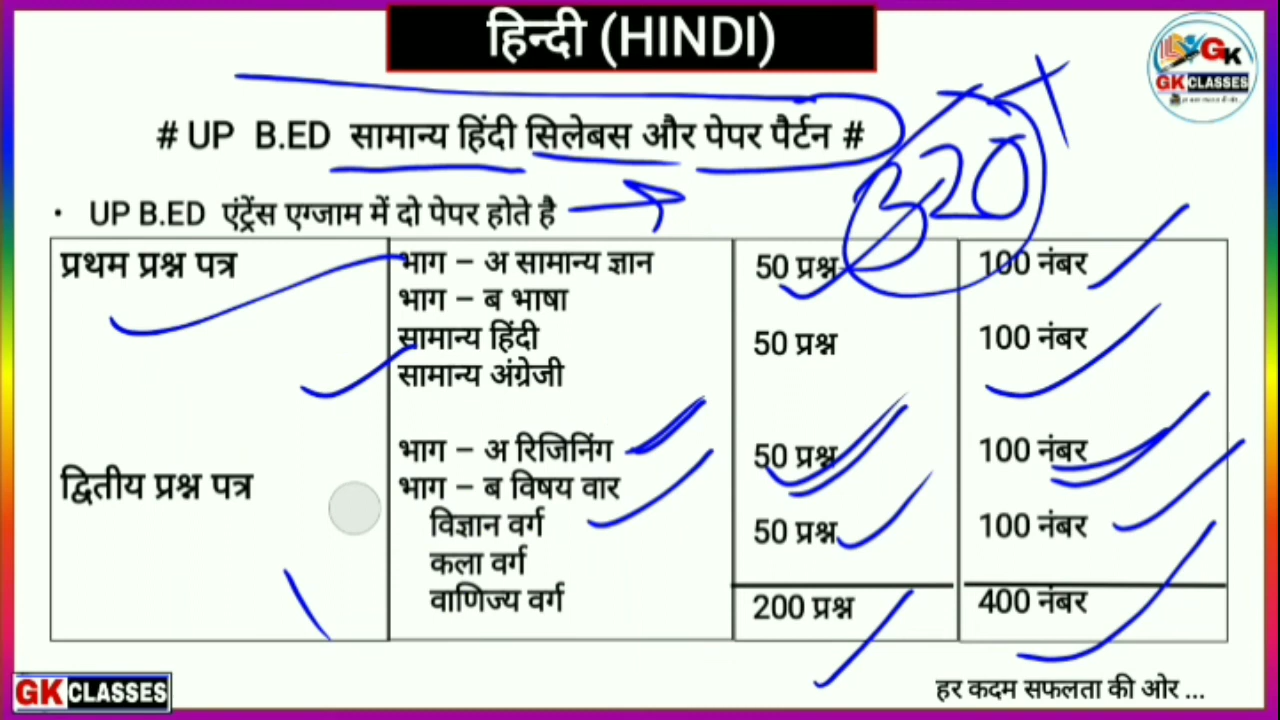 हिन्दी (HINDI)
GK
GK CLASSES
# UP B.ED सामान्य हिंदी सिलेबस और पेपर पैर्टन #
320
• UP B.ED एंट्रेंस एग्जाम में दो पेपर होते है
प्रथम प्रश्न पत्र भाग – अ सामान्य ज्ञान 50 प्रश्न 100 नंबर
भाग – ब भाषा
सामान्य हिंदी 50 प्रश्न 100 नंबर
सामान्य अंग्रेजी
भाग – अ रिजिनिंग 50 प्रश्न 100 नंबर
द्वितीय प्रश्न पत्र भाग – ब विषय वार
विज्ञान वर्ग 50 प्रश्न 100 नंबर
कला वर्ग
वाणिज्य वर्ग 200 प्रश्न 400 नंबर
GK CLASSES
हर कदम सफलता की ओर ...